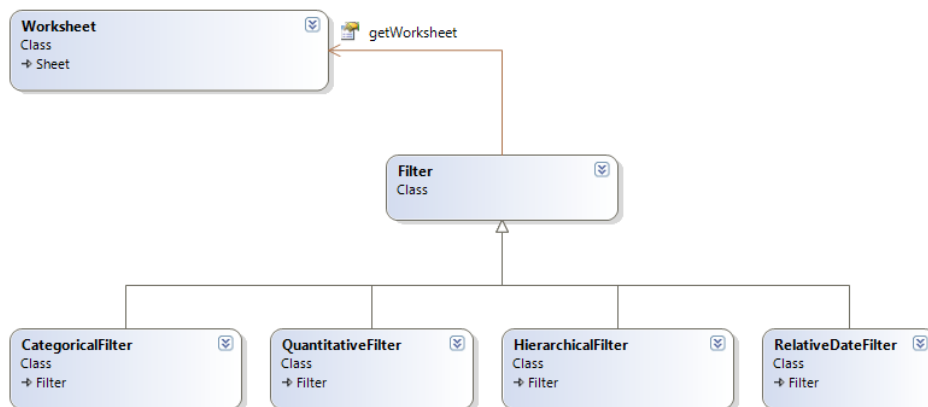 Worksheet
Class
→ Sheet
getWorksheet
Filter
Class
CategoricalFilter
Class
→ Filter
QuantitativeFilter
Class
→ Filter
HierarchicalFilter
Class
→ Filter
RelativeDateFilter
Class
→ Filter